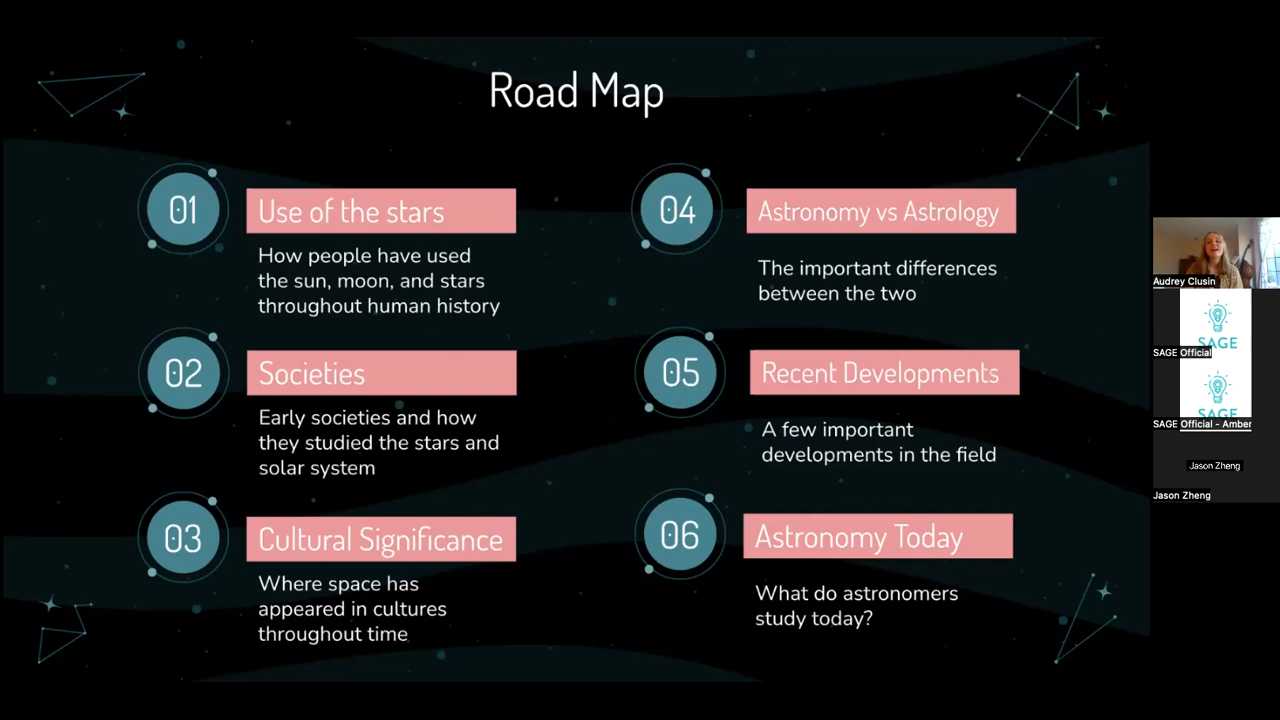 Road Map
01
Use of the stars
How people have used
the sun, moon, and stars
throughout human history
02
Societies
Early societies and how
they studied the stars and
solar system
03
Cultural Significance
Where space has
appeared in cultures
throughout time
04
Astronomy vs Astrology
The important differences
between the two
05
Recent Developments
A few important
developments in the field
06
Astronomy Today
What do astronomers
study today?
Audrey Clusin
SAGE
SAGE Official
SAGE
SAGE Official - Amber
Jason Zheng
Jason Zheng